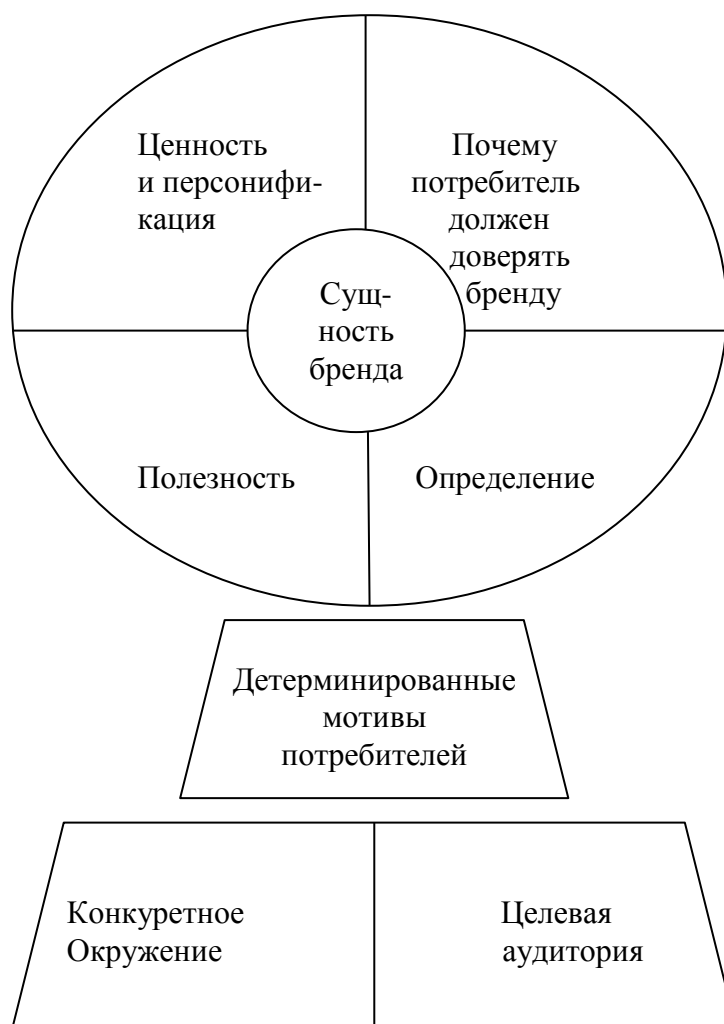 Ценность
и персонифи-
кация
Почему
потребитель
должен
доверять
бренду
Сущ-
ность
бренда
Полезность
Определение
Детерминированные
мотивы
потребителей
Конкуретное
Окружение
Целевая
аудитория